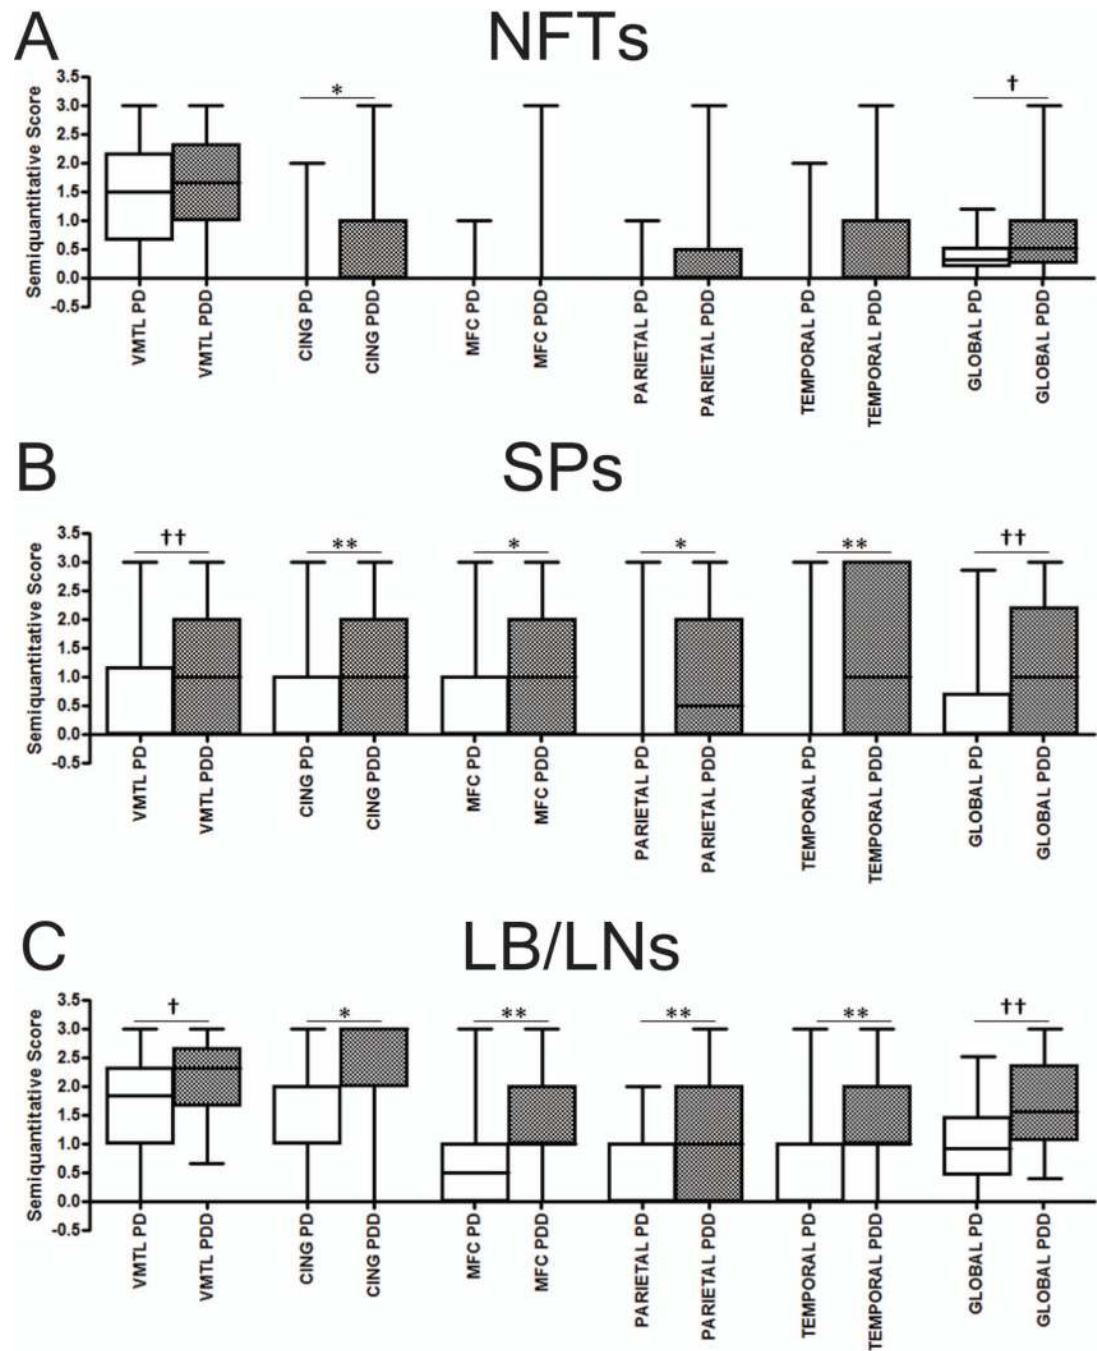 A
NFTs
* †
Semiquantitative Score
3.5
3.0
2.5
2.0
1.5
1.0
0.5
0.0
-0.5
VMTL PD
VMTL PDD
CING PD
CING PDD
MFC PD
MFC PDD
PARIETAL PD
PARIETAL PDD
TEMPORAL PD
TEMPORAL PDD
GLOBAL PD
GLOBAL PDD
B
SPs
†† ** * * ** ††
Semiquantitative Score
3.5
3.0
2.5
2.0
1.5
1.0
0.5
0.0
-0.5
VMTL PD
VMTL PDD
CING PD
CING PDD
MFC PD
MFC PDD
PARIETAL PD
PARIETAL PDD
TEMPORAL PD
TEMPORAL PDD
GLOBAL PD
GLOBAL PDD
C
LB/LNs
† * ** ** ** ††
Semiquantitative Score
3.5
3.0
2.5
2.0
1.5
1.0
0.5
0.0
-0.5
VMTL PD
VMTL PDD
CING PD
CING PDD
MFC PD
MFC PDD
PARIETAL PD
PARIETAL PDD
TEMPORAL PD
TEMPORAL PDD
GLOBAL PD
GLOBAL PDD